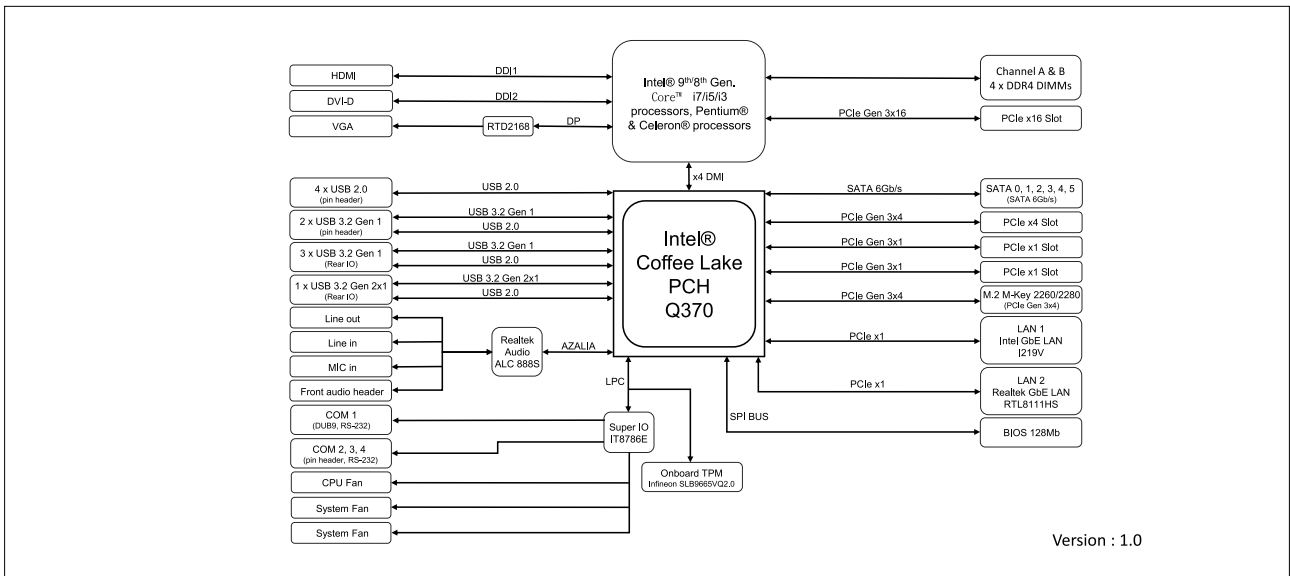 HDMI
DDI1
DVI-D
DDI2
VGA
RTD2168
DP
Intel® 9th/8th Gen.
Core™ i7/i5/i3
processors, Pentium®
& Celeron® processors
Channel A & B
4 x DDR4 DIMMs
PCIe Gen 3x16
PCIe x16 Slot
x4 DMI
4 x USB 2.0
(pin header)
USB 2.0
2 x USB 3.2 Gen 1
(pin header)
USB 3.2 Gen 1
USB 2.0
3 x USB 3.2 Gen 1
(Rear IO)
USB 3.2 Gen 1
USB 2.0
1 x USB 3.2 Gen 2x1
(Rear IO)
USB 3.2 Gen 2x1
USB 2.0
Line out
Line in
MIC in
Front audio header
Realtek
Audio
ALC 888S
AZALIA
Intel®
Coffee Lake
PCH
Q370
SATA 6Gb/s
SATA 0, 1, 2, 3, 4, 5
(SATA 6Gb/s)
PCIe Gen 3x4
PCIe x4 Slot
PCIe Gen 3x1
PCIe x1 Slot
PCIe Gen 3x1
PCIe x1 Slot
PCIe Gen 3x4
M.2 M-Key 2260/2280
(PCIe Gen 3x4)
PCIe x1
LAN 1
Intel GbE LAN
I219V
PCIe x1
LAN 2
Realtek GbE LAN
RTL8111HS
SPI BUS
BIOS 128Mb
LPC
COM 1
(DUB9, RS-232)
COM 2, 3, 4
(pin header, RS-232)
CPU Fan
System Fan
System Fan
Super IO
IT8786E
Onboard TPM
Infineon SLB9665VQ2.0
Version : 1.0